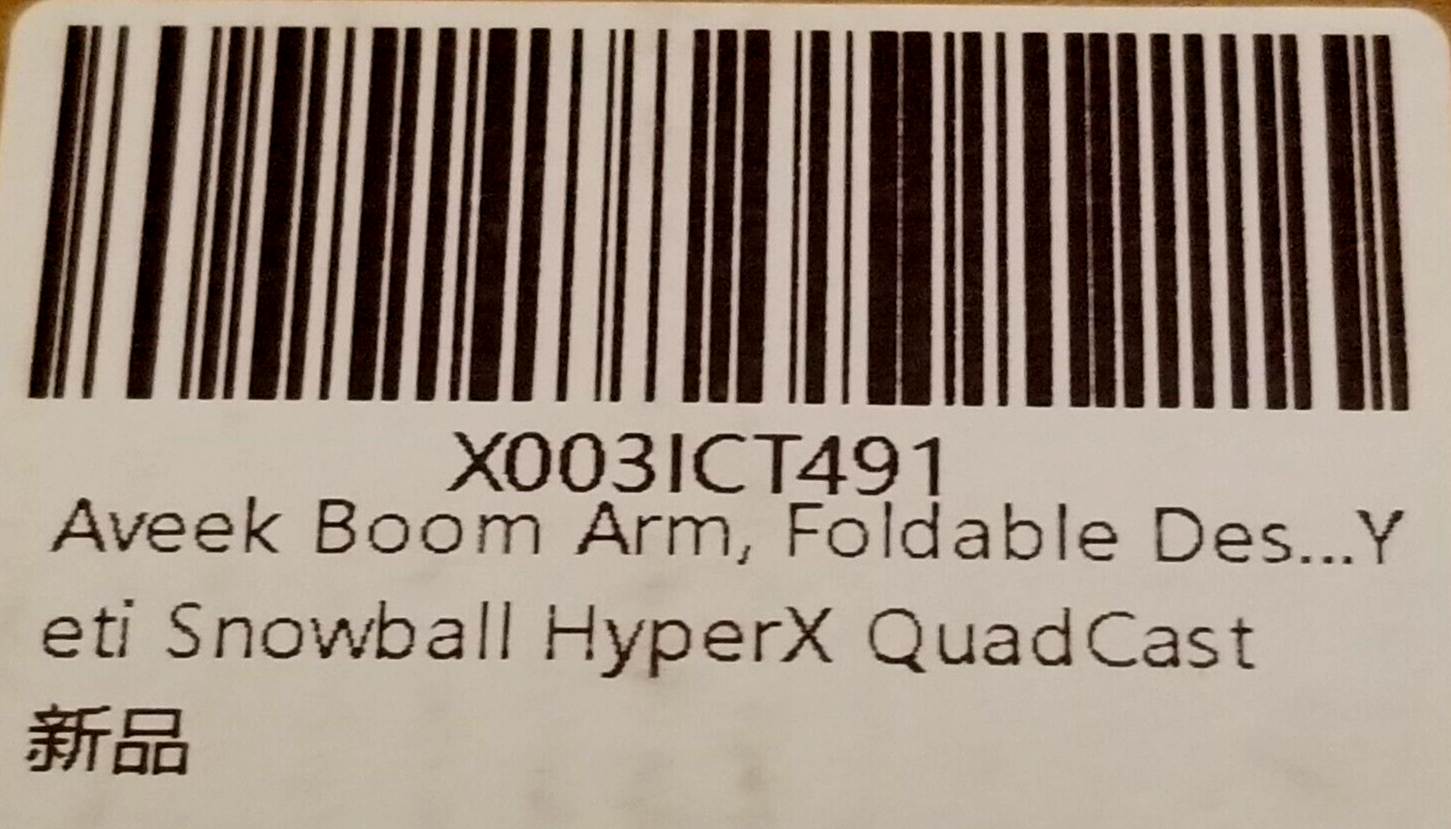 X003ICT491
Aveek Boom Arm, Foldable Des...Y
eti Snowball HyperX QuadCast
新品